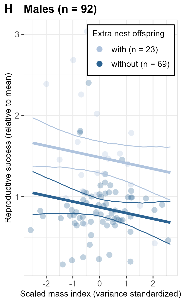 H Males (n = 92)
Extra nest offspring
with (n = 23)
without (n = 69)
Reproductive success (relative to mean)
3
2
1
-2
-1
0
1
2
Scaled mass index (variance standardized)